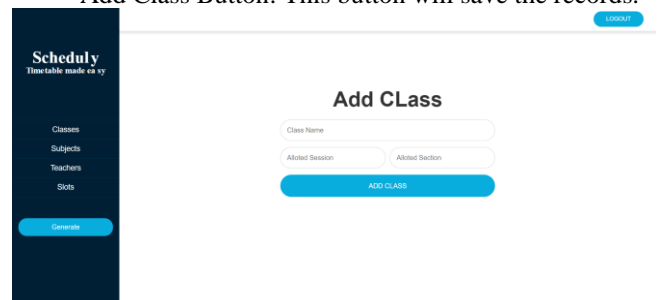 Add Class Button: This button will save the records.
LOGOUT
Scheduly
Timetable made ea sy
Add CLass
Class Name
Classes
Subjects
Alloted Session
Alloted Section
Teachers
Slots
ADD CLASS
Generate